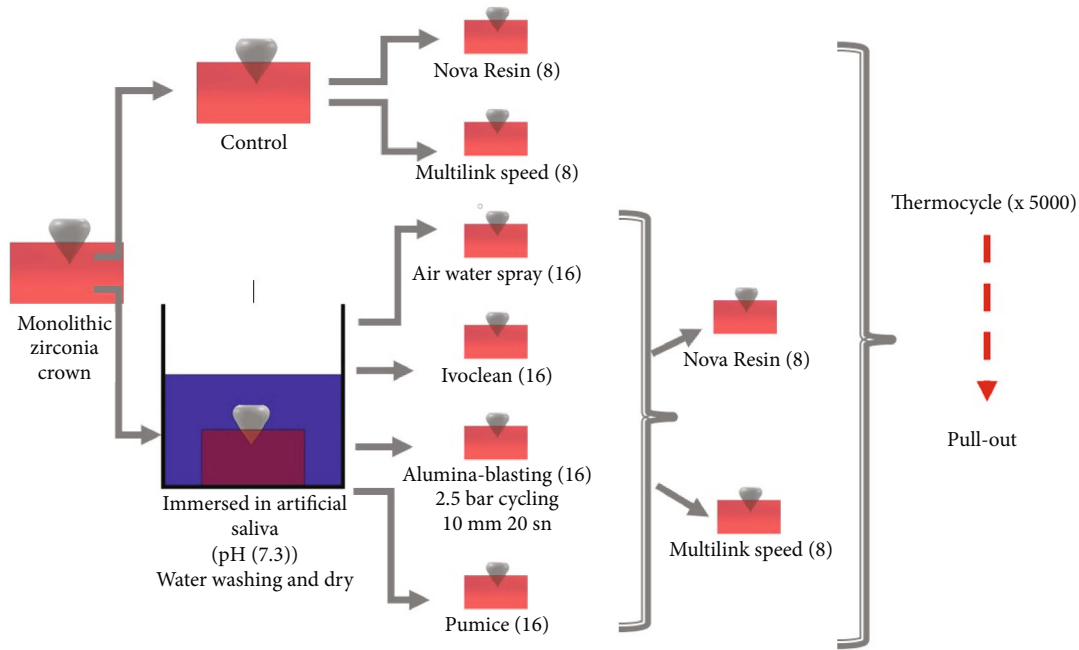 Monolithic
zirconia
crown
Control
Immersed in artificial
saliva
(pH (7.3))
Water washing and dry
Nova Resin (8)
Multilink speed (8)
Air water spray (16)
Ivoclean (16)
Alumina-blasting (16)
2.5 bar cycling
10 mm 20 sn
Pumice (16)
Nova Resin (8)
Multilink speed (8)
Thermocycle (x 5000)
Pull-out